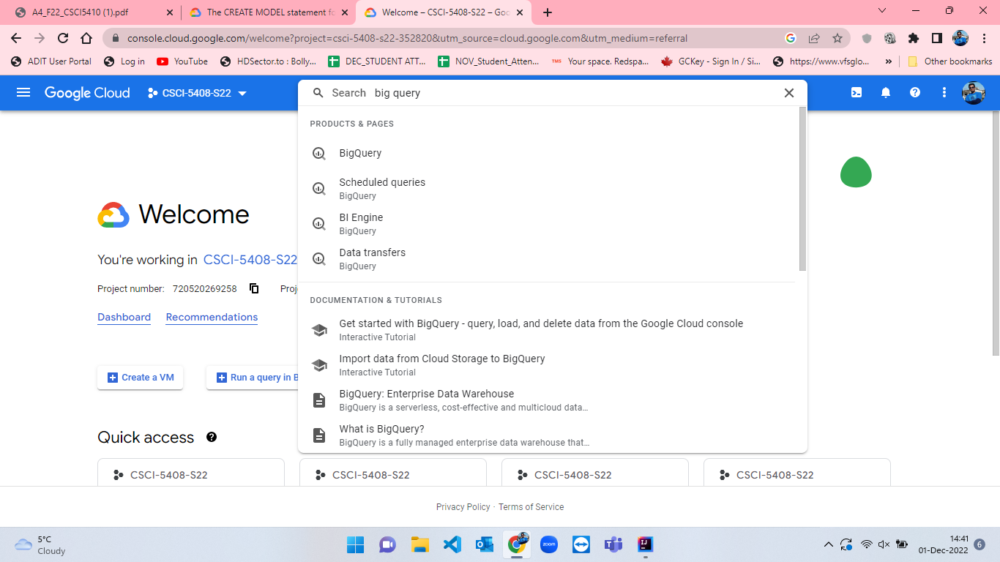 A4_F22_CSCI5410 (1).pdf
The CREATE MODEL statement fo
Welcome – CSCI-5408-S22 – Goo
console.cloud.google.com/welcome?project=csci-5408-s22-352820&utm_source=cloud.google.com&utm_medium=referral
ADIT User Portal
Log in
YouTube
HDSector.to : Bolly...
DEC_STUDENT ATT...
NOV_Student_Atten...
TMS Your space. Redspa...
GCKey - Sign In / Si...
https://www.vfsglo...
»
Other bookmarks
Google Cloud
CSCI-5408-S22
Search big query
PRODUCTS & PAGES
BigQuery
Scheduled queries
BigQuery
BI Engine
BigQuery
Data transfers
BigQuery
DOCUMENTATION & TUTORIALS
Get started with BigQuery - query, load, and delete data from the Google Cloud console
Interactive Tutorial
Import data from Cloud Storage to BigQuery
Interactive Tutorial
BigQuery: Enterprise Data Warehouse
BigQuery is a serverless, cost-effective and multicloud data…
What is BigQuery?
BigQuery is a fully managed enterprise data warehouse that…
Welcome
You're working in CSCI-5408-S22
Project number: 720520269258 Proj
Dashboard Recommendations
Create a VM
Run a query in B
Quick access
CSCI-5408-S22
CSCI-5408-S22
CSCI-5408-S22
CSCI-5408-S22
Privacy Policy · Terms of Service
5°C
Cloudy
zoom
14:41
01-Dec-2022
6